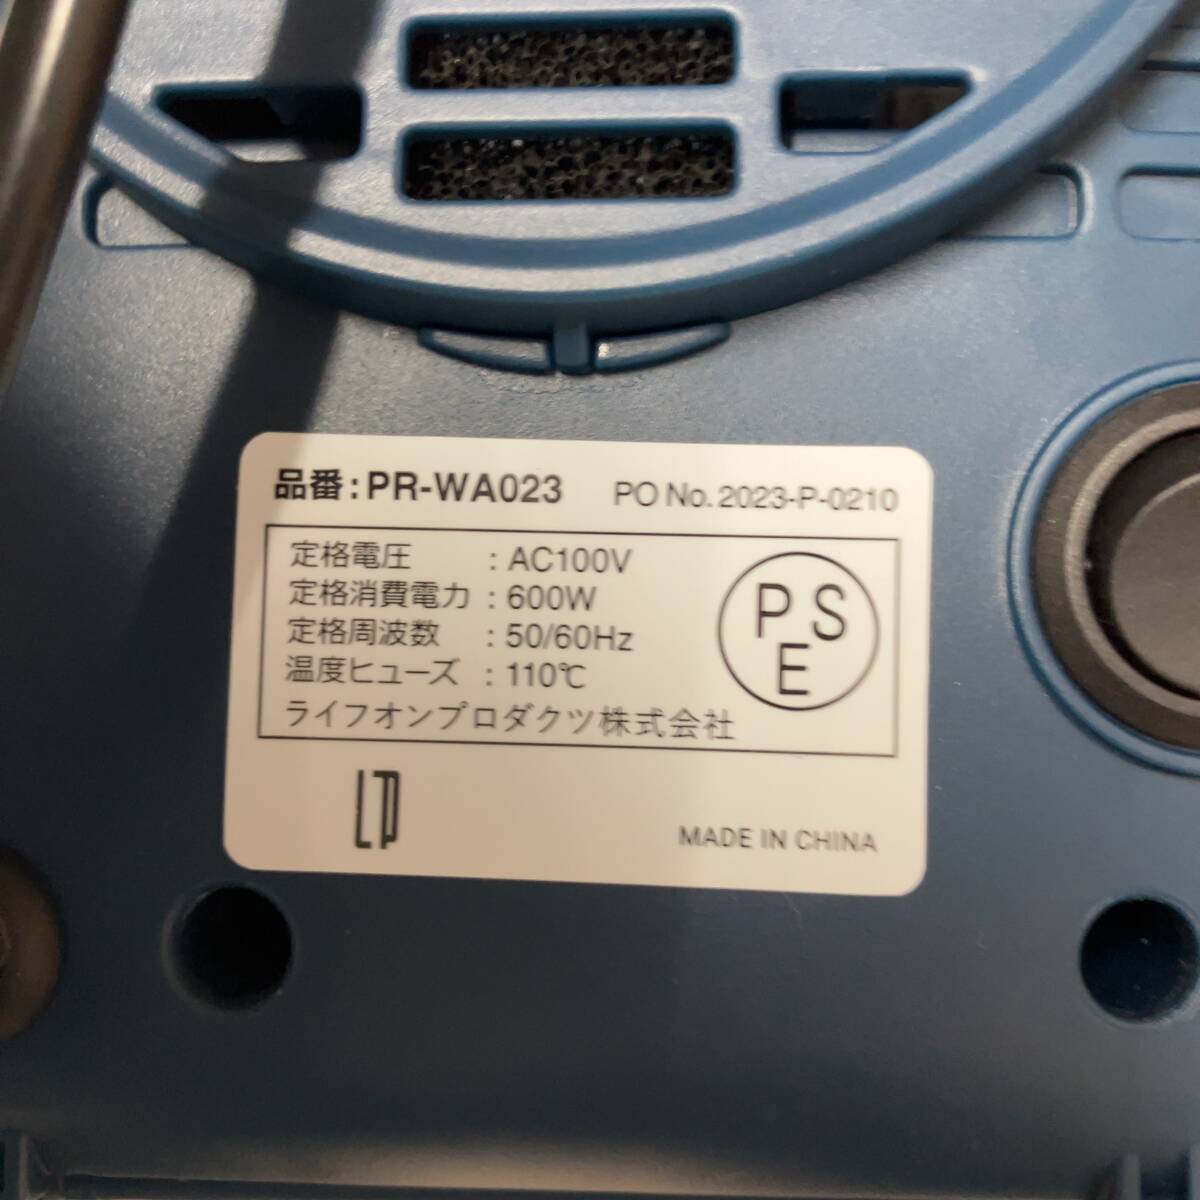 品番:PR-WA023 PO No.2023-P-0210
定格電圧 :AC100V
定格消費電力 :600W
定格周波数 :50/60Hz
温度ヒューズ :110℃
ライフオンプロダクツ株式会社
PSE
LP
MADE IN CHINA